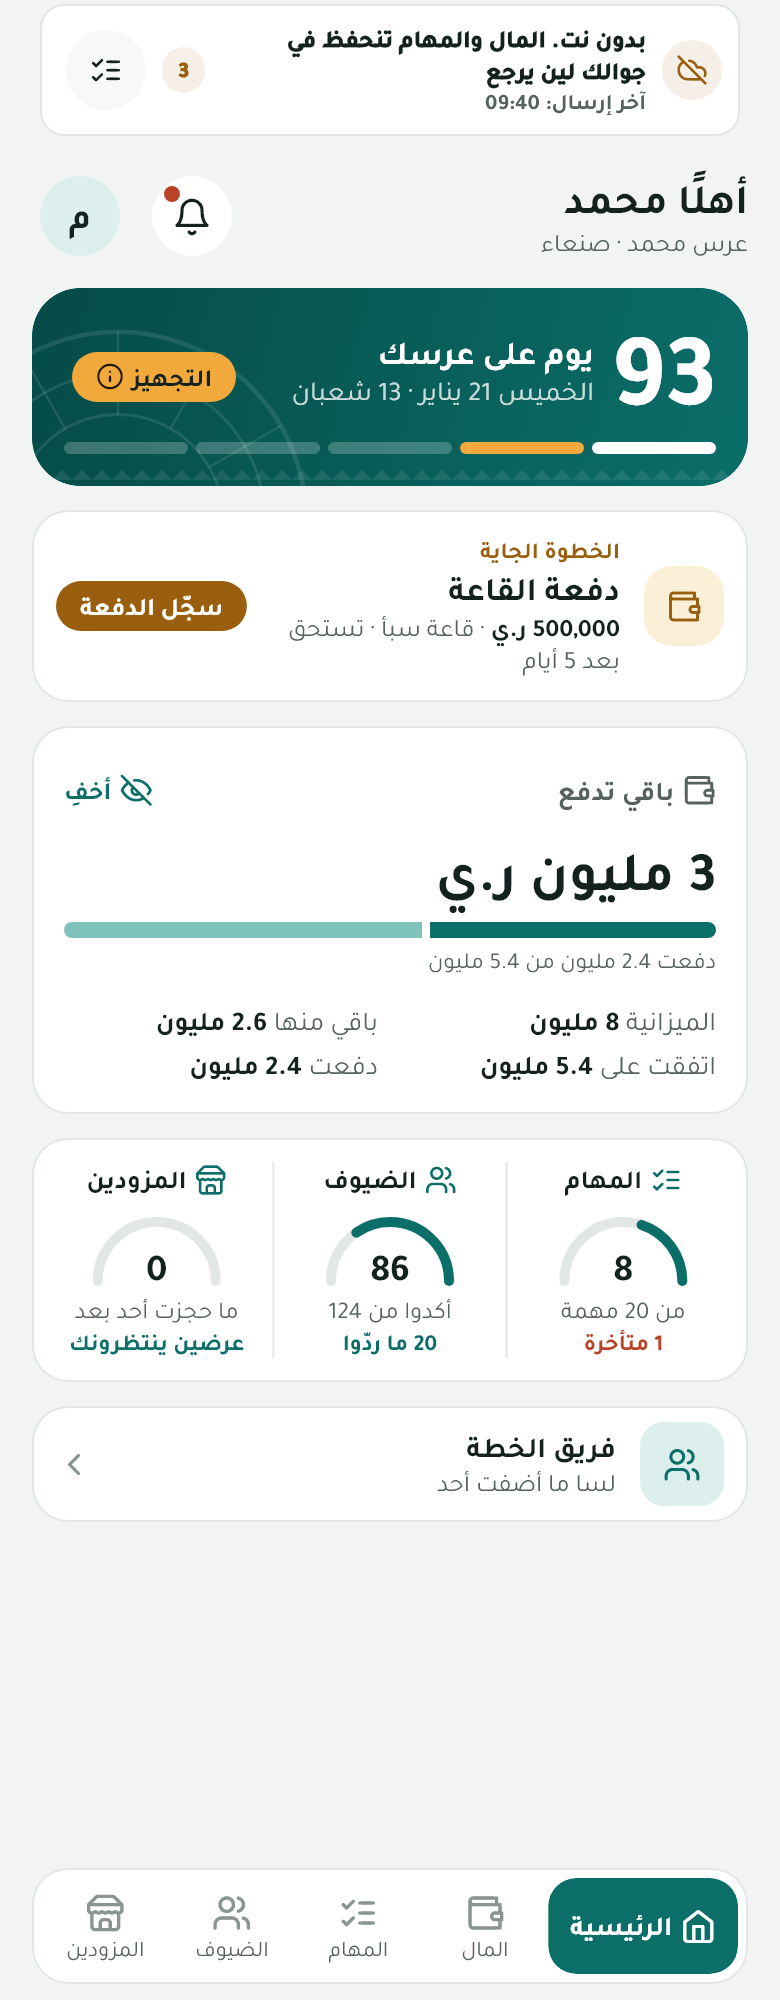 بدون نت. المال والمهام تنحفظ في
جوالك لين يرجع
آخر إرسال: 09:40
3
أهلًا محمد
عرس محمد · صنعاء
م
93
يوم على عرسك
الخميس 21 يناير · 13 شعبان
التجهيز
الخطوة الجاية
دفعة القاعة
500,000 ر.ي · قاعة سبأ · تستحق
بعد 5 أيام
سجّل الدفعة
باقي تدفع
أخفِ
3 مليون ر.ي
دفعت 2.4 مليون من 5.4 مليون
الميزانية 8 مليون
باقي منها 2.6 مليون
اتفقت على 5.4 مليون
دفعت 2.4 مليون
المهام
8
من 20 مهمة
1 متأخرة
الضيوف
86
أكدوا من 124
20 ما ردّوا
المزودين
0
ما حجزت أحد بعد
عرضين ينتظرونك
فريق الخطة
لسا ما أضفت أحد
الرئيسية
المال
المهام
الضيوف
المزودين